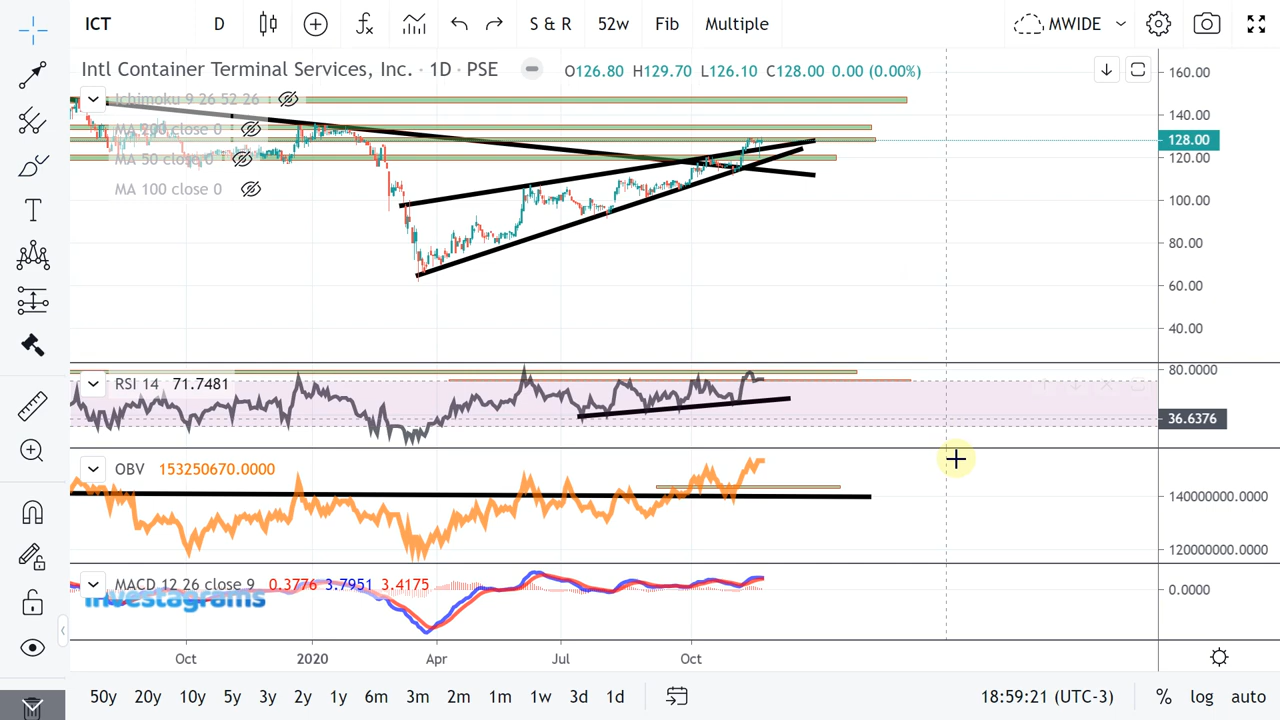 ICT D S & R 52w Fib Multiple MWIDE
Intl Container Terminal Services, Inc. · 1D · PSE O126.80 H129.70 L126.10 C128.00 0.00 (0.00%)
Ichimoku 9 26 52 26
MA 200 close 0
MA 50 close 0
MA 100 close 0
160.00
140.00
128.00
120.00
100.00
80.00
60.00
40.00
RSI 14 71.7481
80.0000
36.6376
OBV 153250670.0000
140000000.0000
120000000.0000
MACD 12 26 close 9 0.3776 3.7951 3.4175
0.0000
Investagrams
Oct 2020 Apr Jul Oct
50y 20y 10y 5y 3y 2y 1y 6m 3m 2m 1m 1w 3d 1d 18:59:21 (UTC-3) % log auto